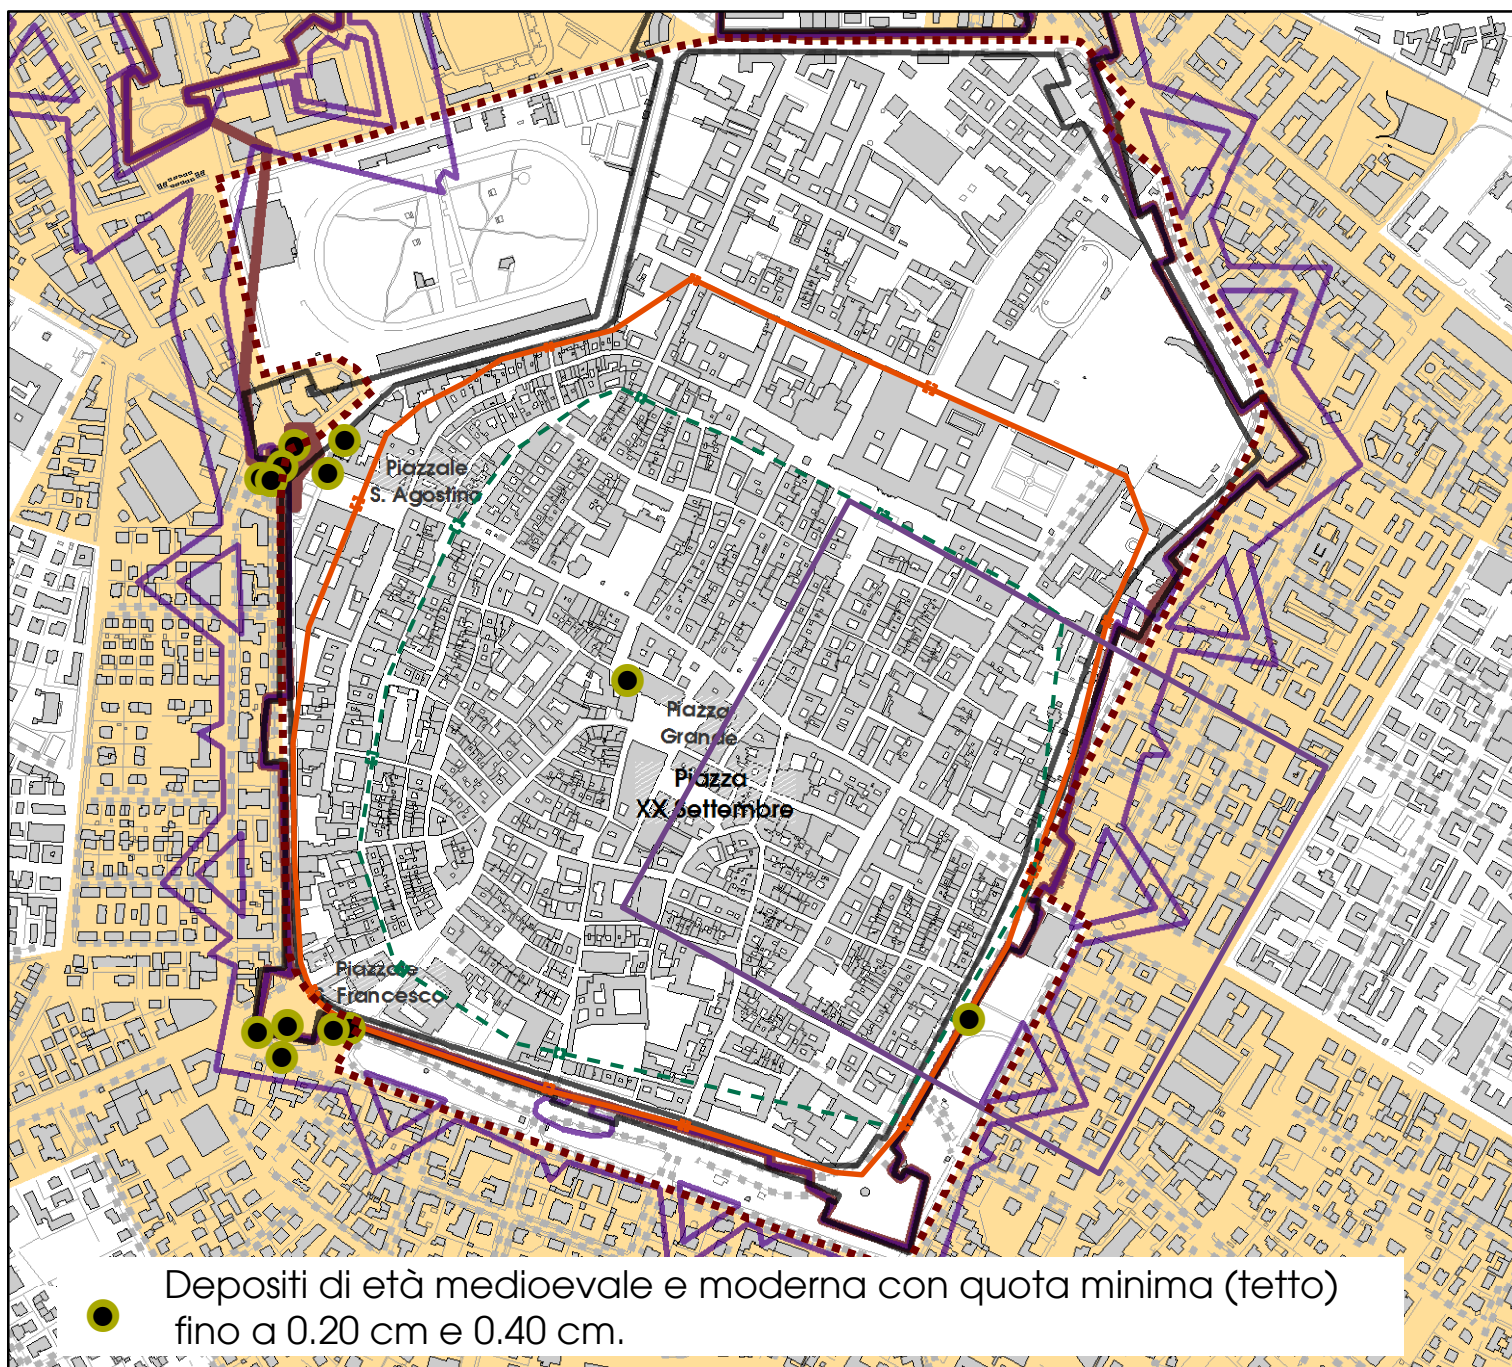 Piazzale
S. Agostino
Piazza
Grande
Piazza
XX Settembre
Piazzale
Francesco
Depositi di età medioevale e moderna con quota minima (tetto)
fino a 0.20 cm e 0.40 cm.